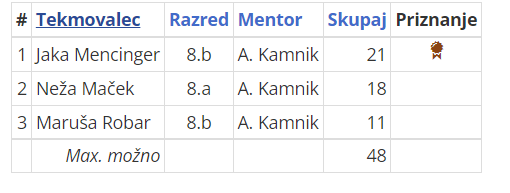 # Tekmovalec Razred Mentor Skupaj Priznanje
1 Jaka Mencinger 8.b A. Kamnik 21
2 Neža Maček 8.a A. Kamnik 18
3 Maruša Robar 8.b A. Kamnik 11
Max. možno 48